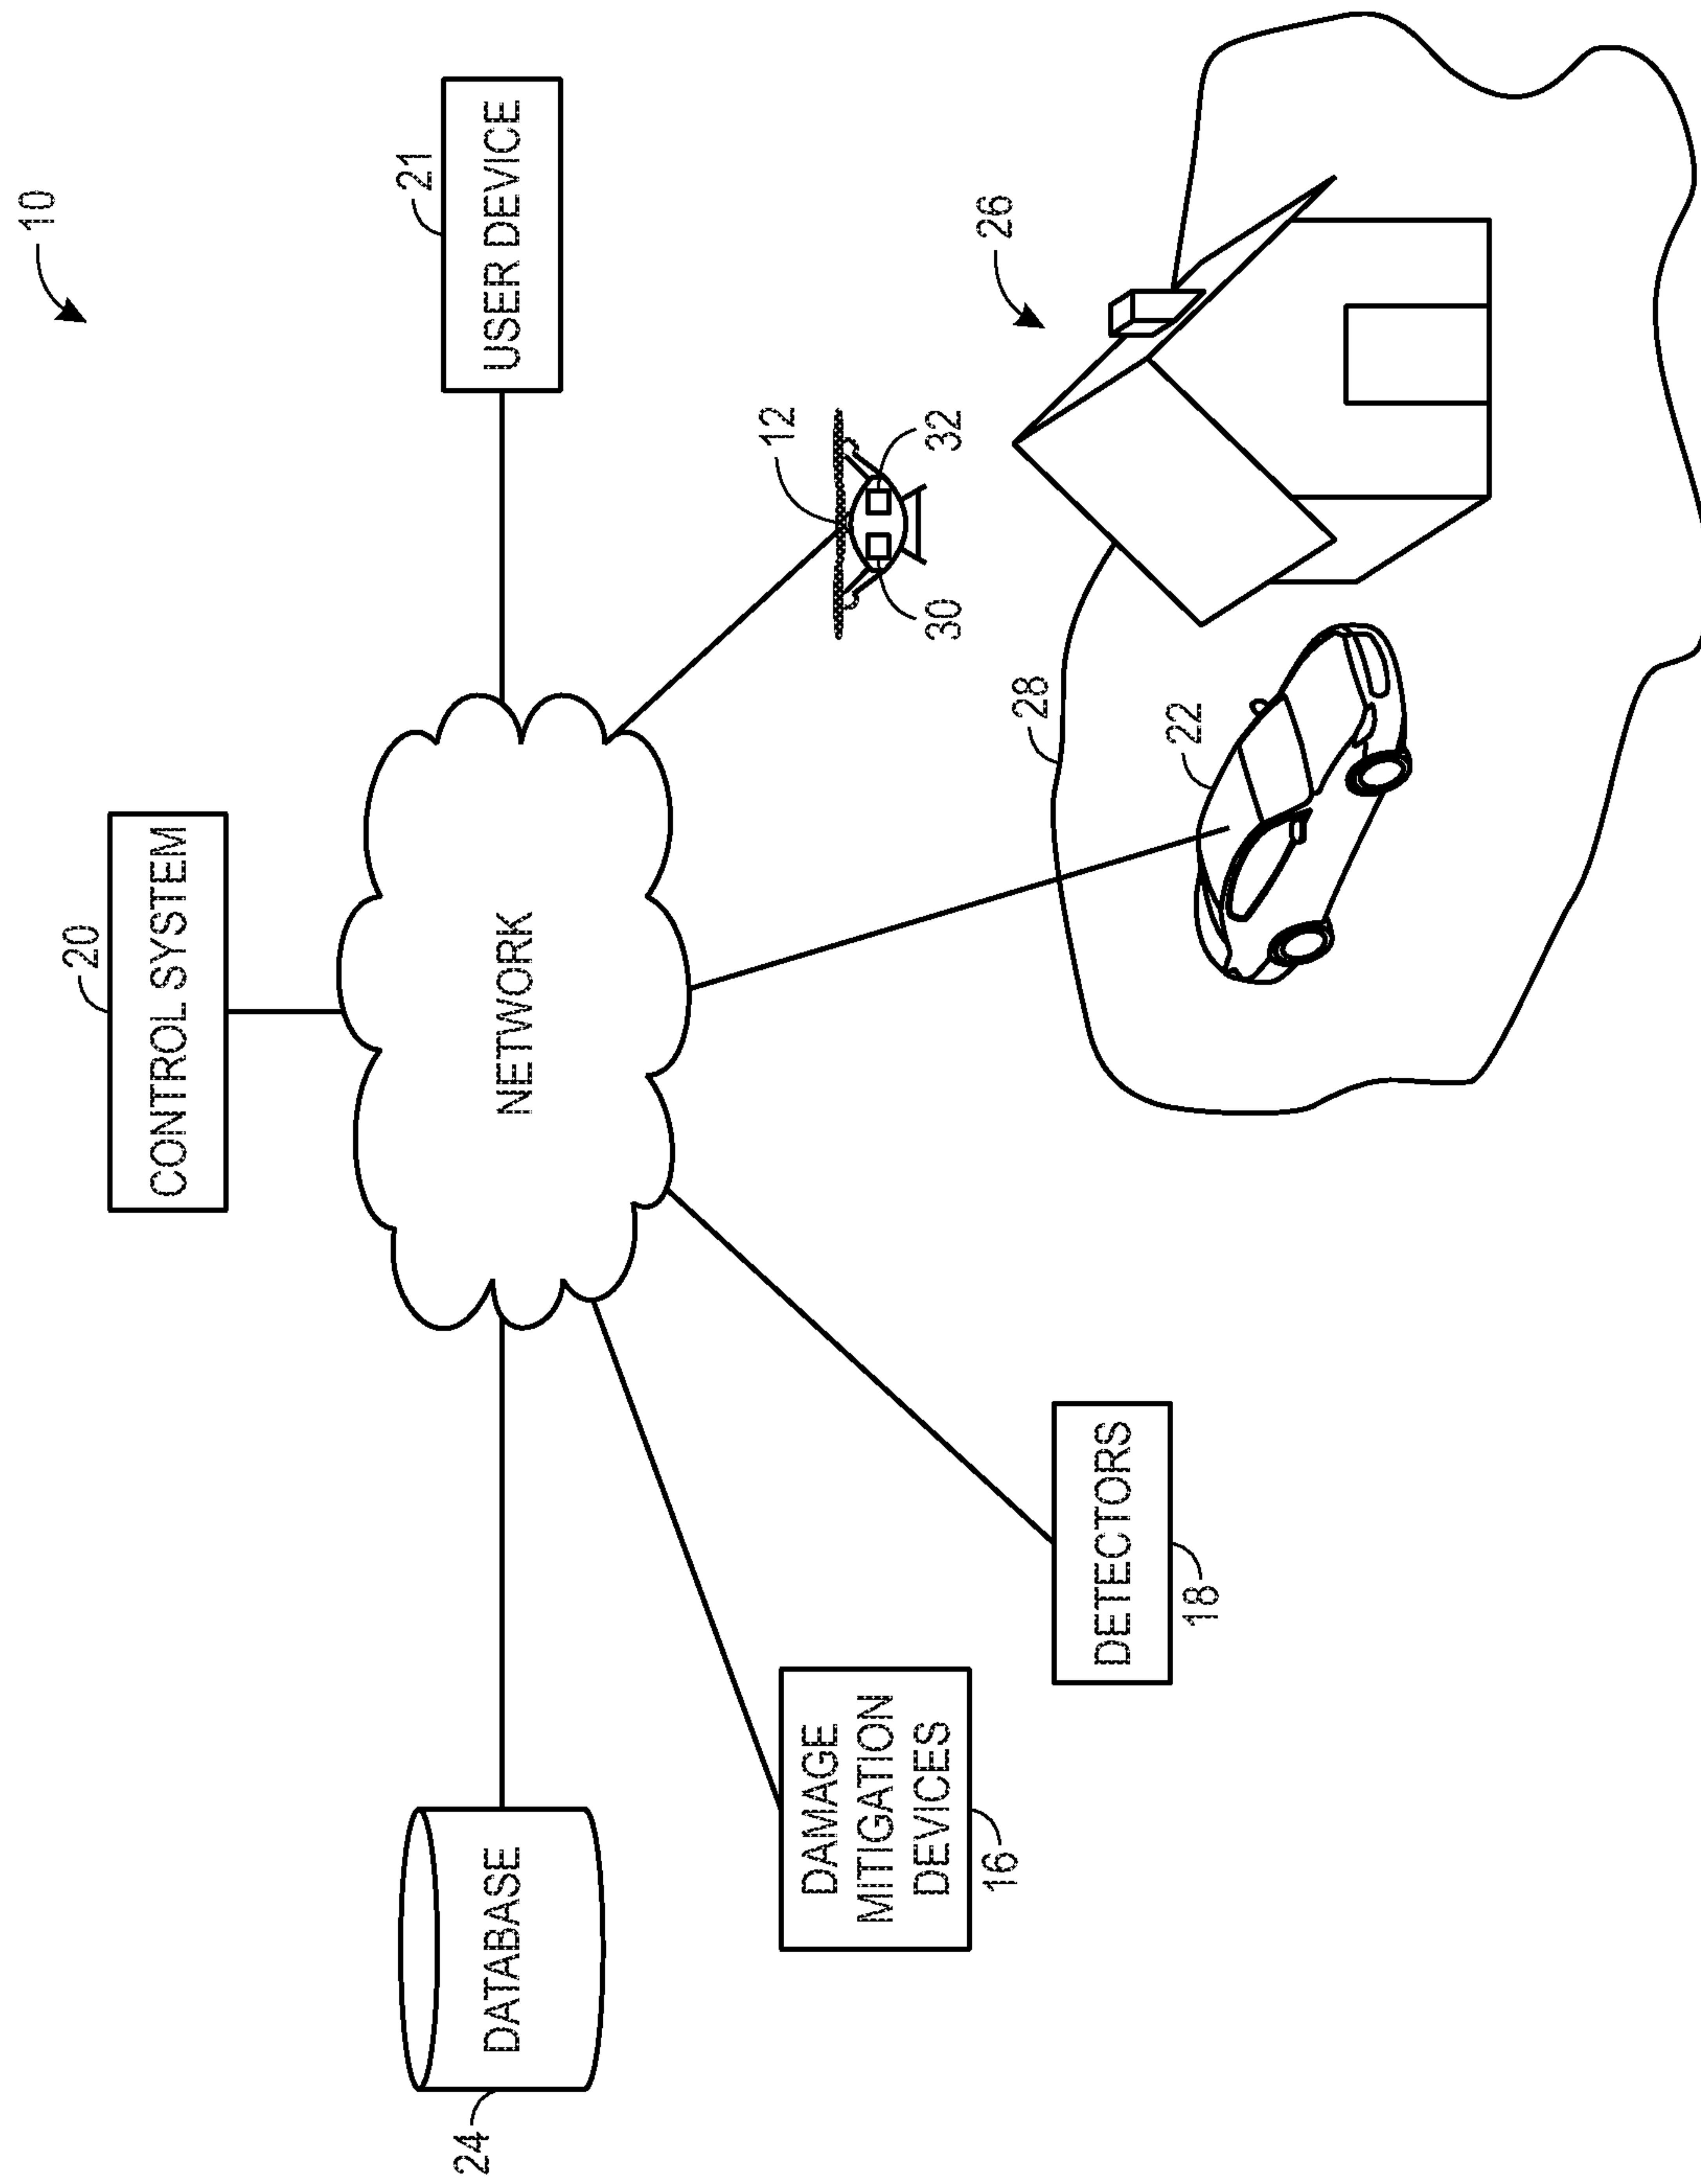 10
20
CONTROL SYSTEM
21
USER DEVICE
24
DATABASE
NETWORK
12
30
32
DAMAGE
MITIGATION
DEVICES
16
DETECTORS
18
28
22
26